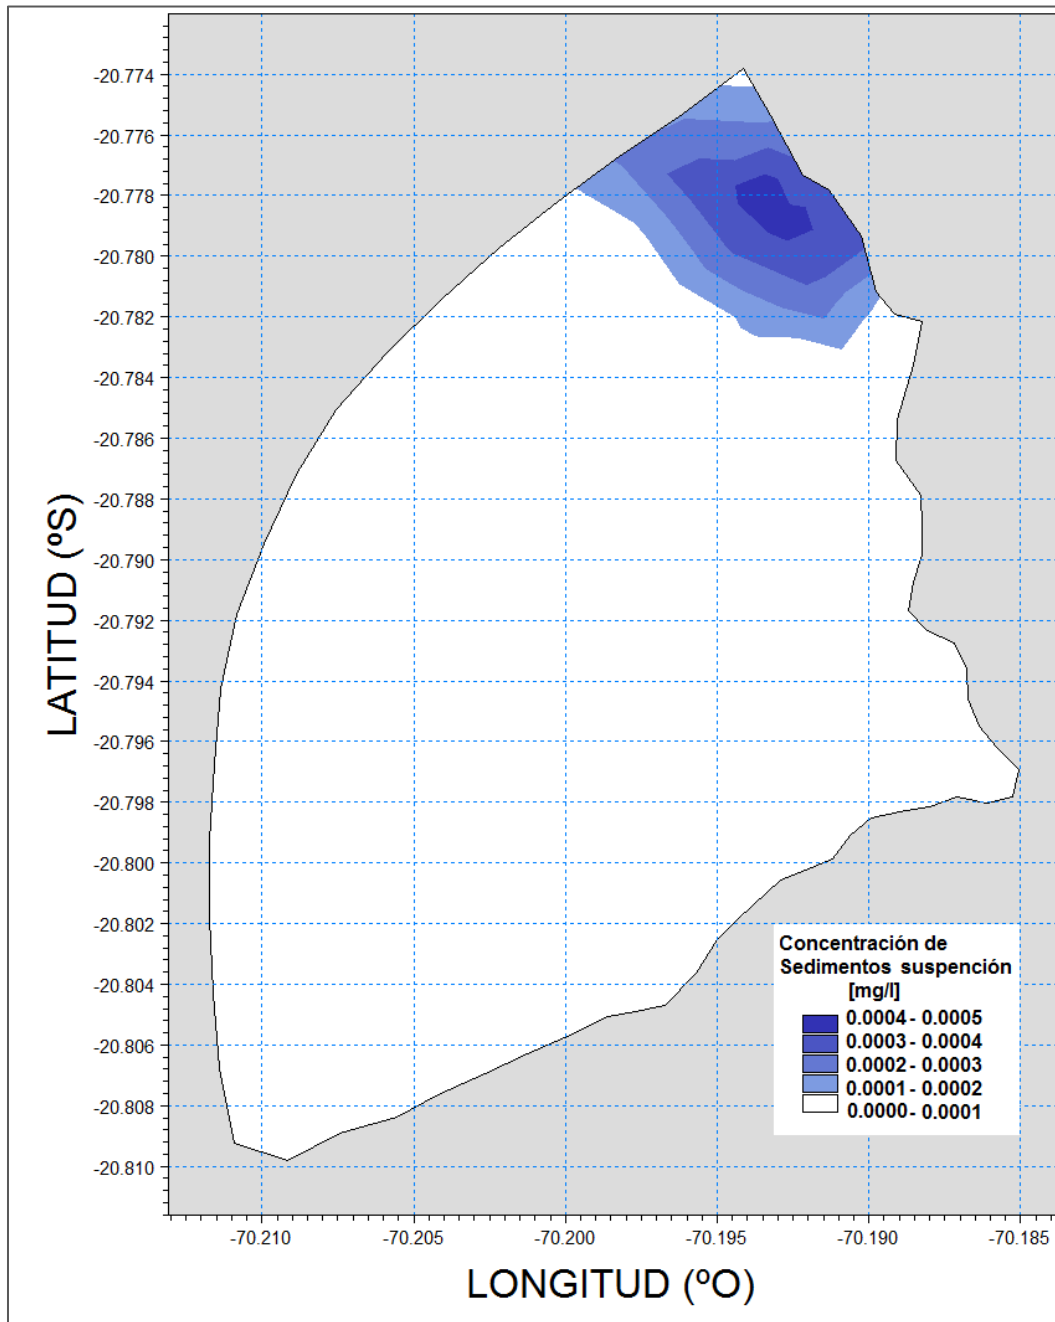 LATITUD (ºS)
-20.774
-20.776
-20.778
-20.780
-20.782
-20.784
-20.786
-20.788
-20.790
-20.792
-20.794
-20.796
-20.798
-20.800
-20.802
-20.804
-20.806
-20.808
-20.810
Concentración de
Sedimentos suspención
[mg/l]
0.0004 - 0.0005
0.0003 - 0.0004
0.0002 - 0.0003
0.0001 - 0.0002
0.0000 - 0.0001
-70.210 -70.205 -70.200 -70.195 -70.190 -70.185
LONGITUD (ºO)